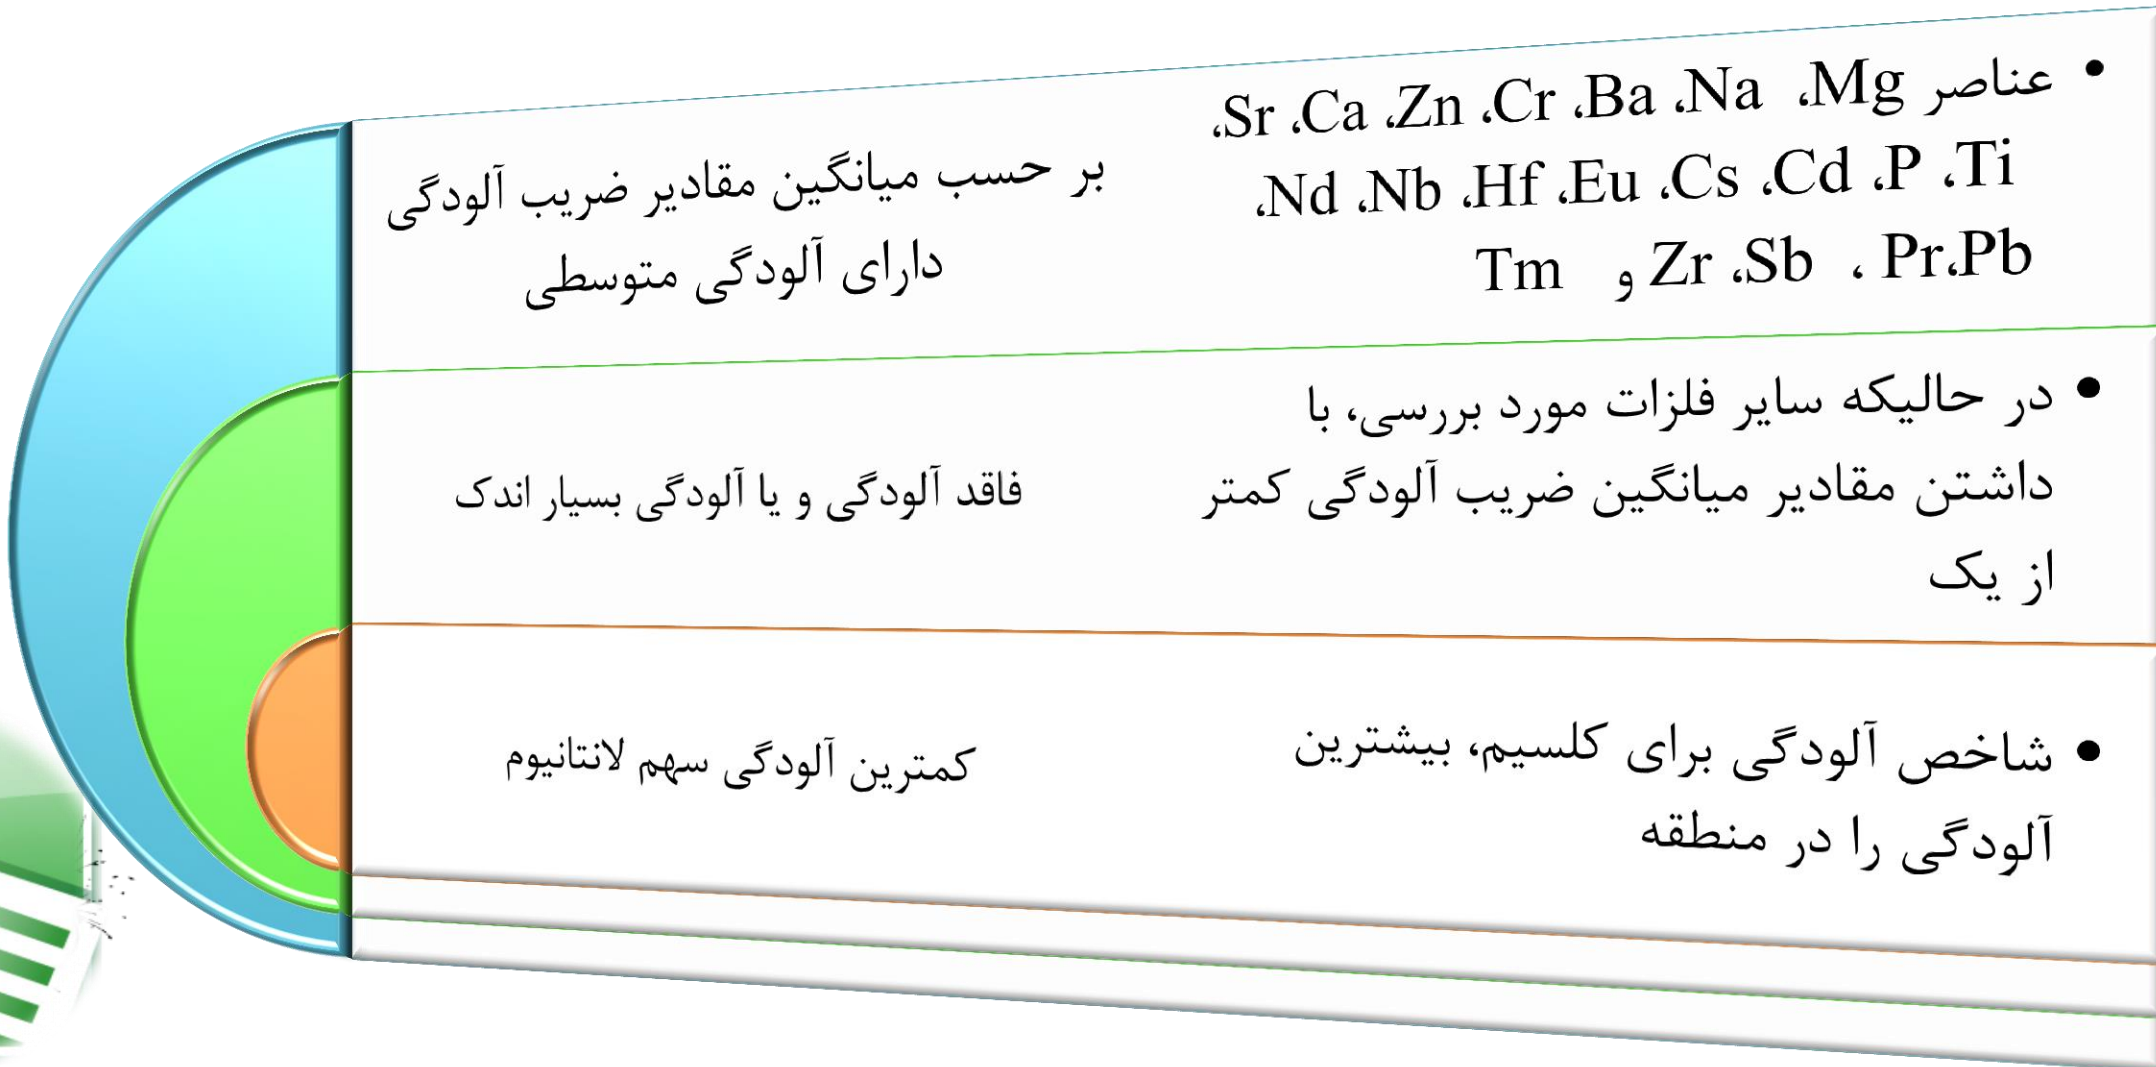 • عناصر Mg، Na، Ba، Cr، Zn، Ca، Sr،
Ti، P، Cd، Cs، Eu، Hf، Nb، Nd،
Pb،Pr ، Sb، Zr و Tm
بر حسب میانگین مقادیر ضریب آلودگی
دارای آلودگی متوسطی
• در حالیکه سایر فلزات مورد بررسی، با
داشتن مقادیر میانگین ضریب آلودگی کمتر
از یک
فاقد آلودگی و یا آلودگی بسیار اندک
• شاخص آلودگی برای کلسیم، بیشترین
آلودگی را در منطقه
کمترین آلودگی سهم لانتانیوم